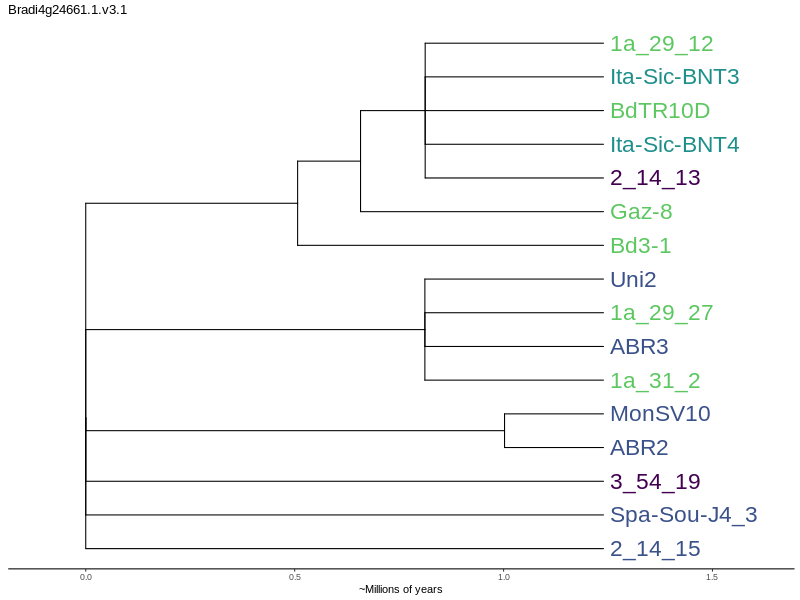 Bradi4g24661.1.v3.1
1a_29_12
Ita-Sic-BNT3
BdTR10D
Ita-Sic-BNT4
2_14_13
Gaz-8
Bd3-1
Uni2
1a_29_27
ABR3
1a_31_2
MonSV10
ABR2
3_54_19
Spa-Sou-J4_3
2_14_15
0.0 0.5 1.0 1.5
~Millions of years